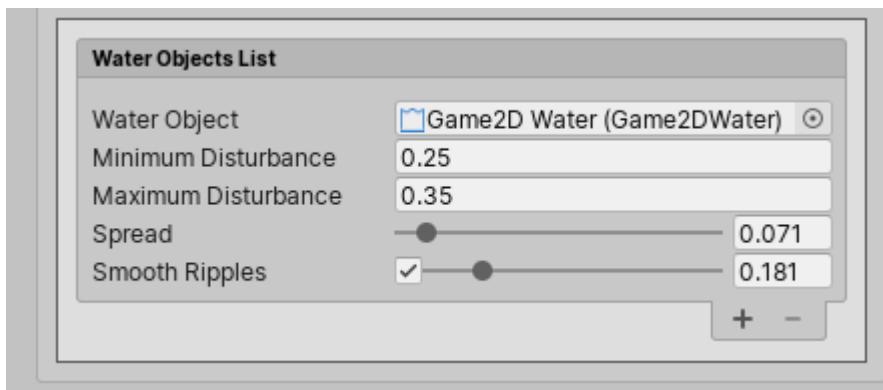 Water Objects List
Water Object Game2D Water (Game2DWater)
Minimum Disturbance 0.25
Maximum Disturbance 0.35
Spread 0.071
Smooth Ripples 0.181
+ −